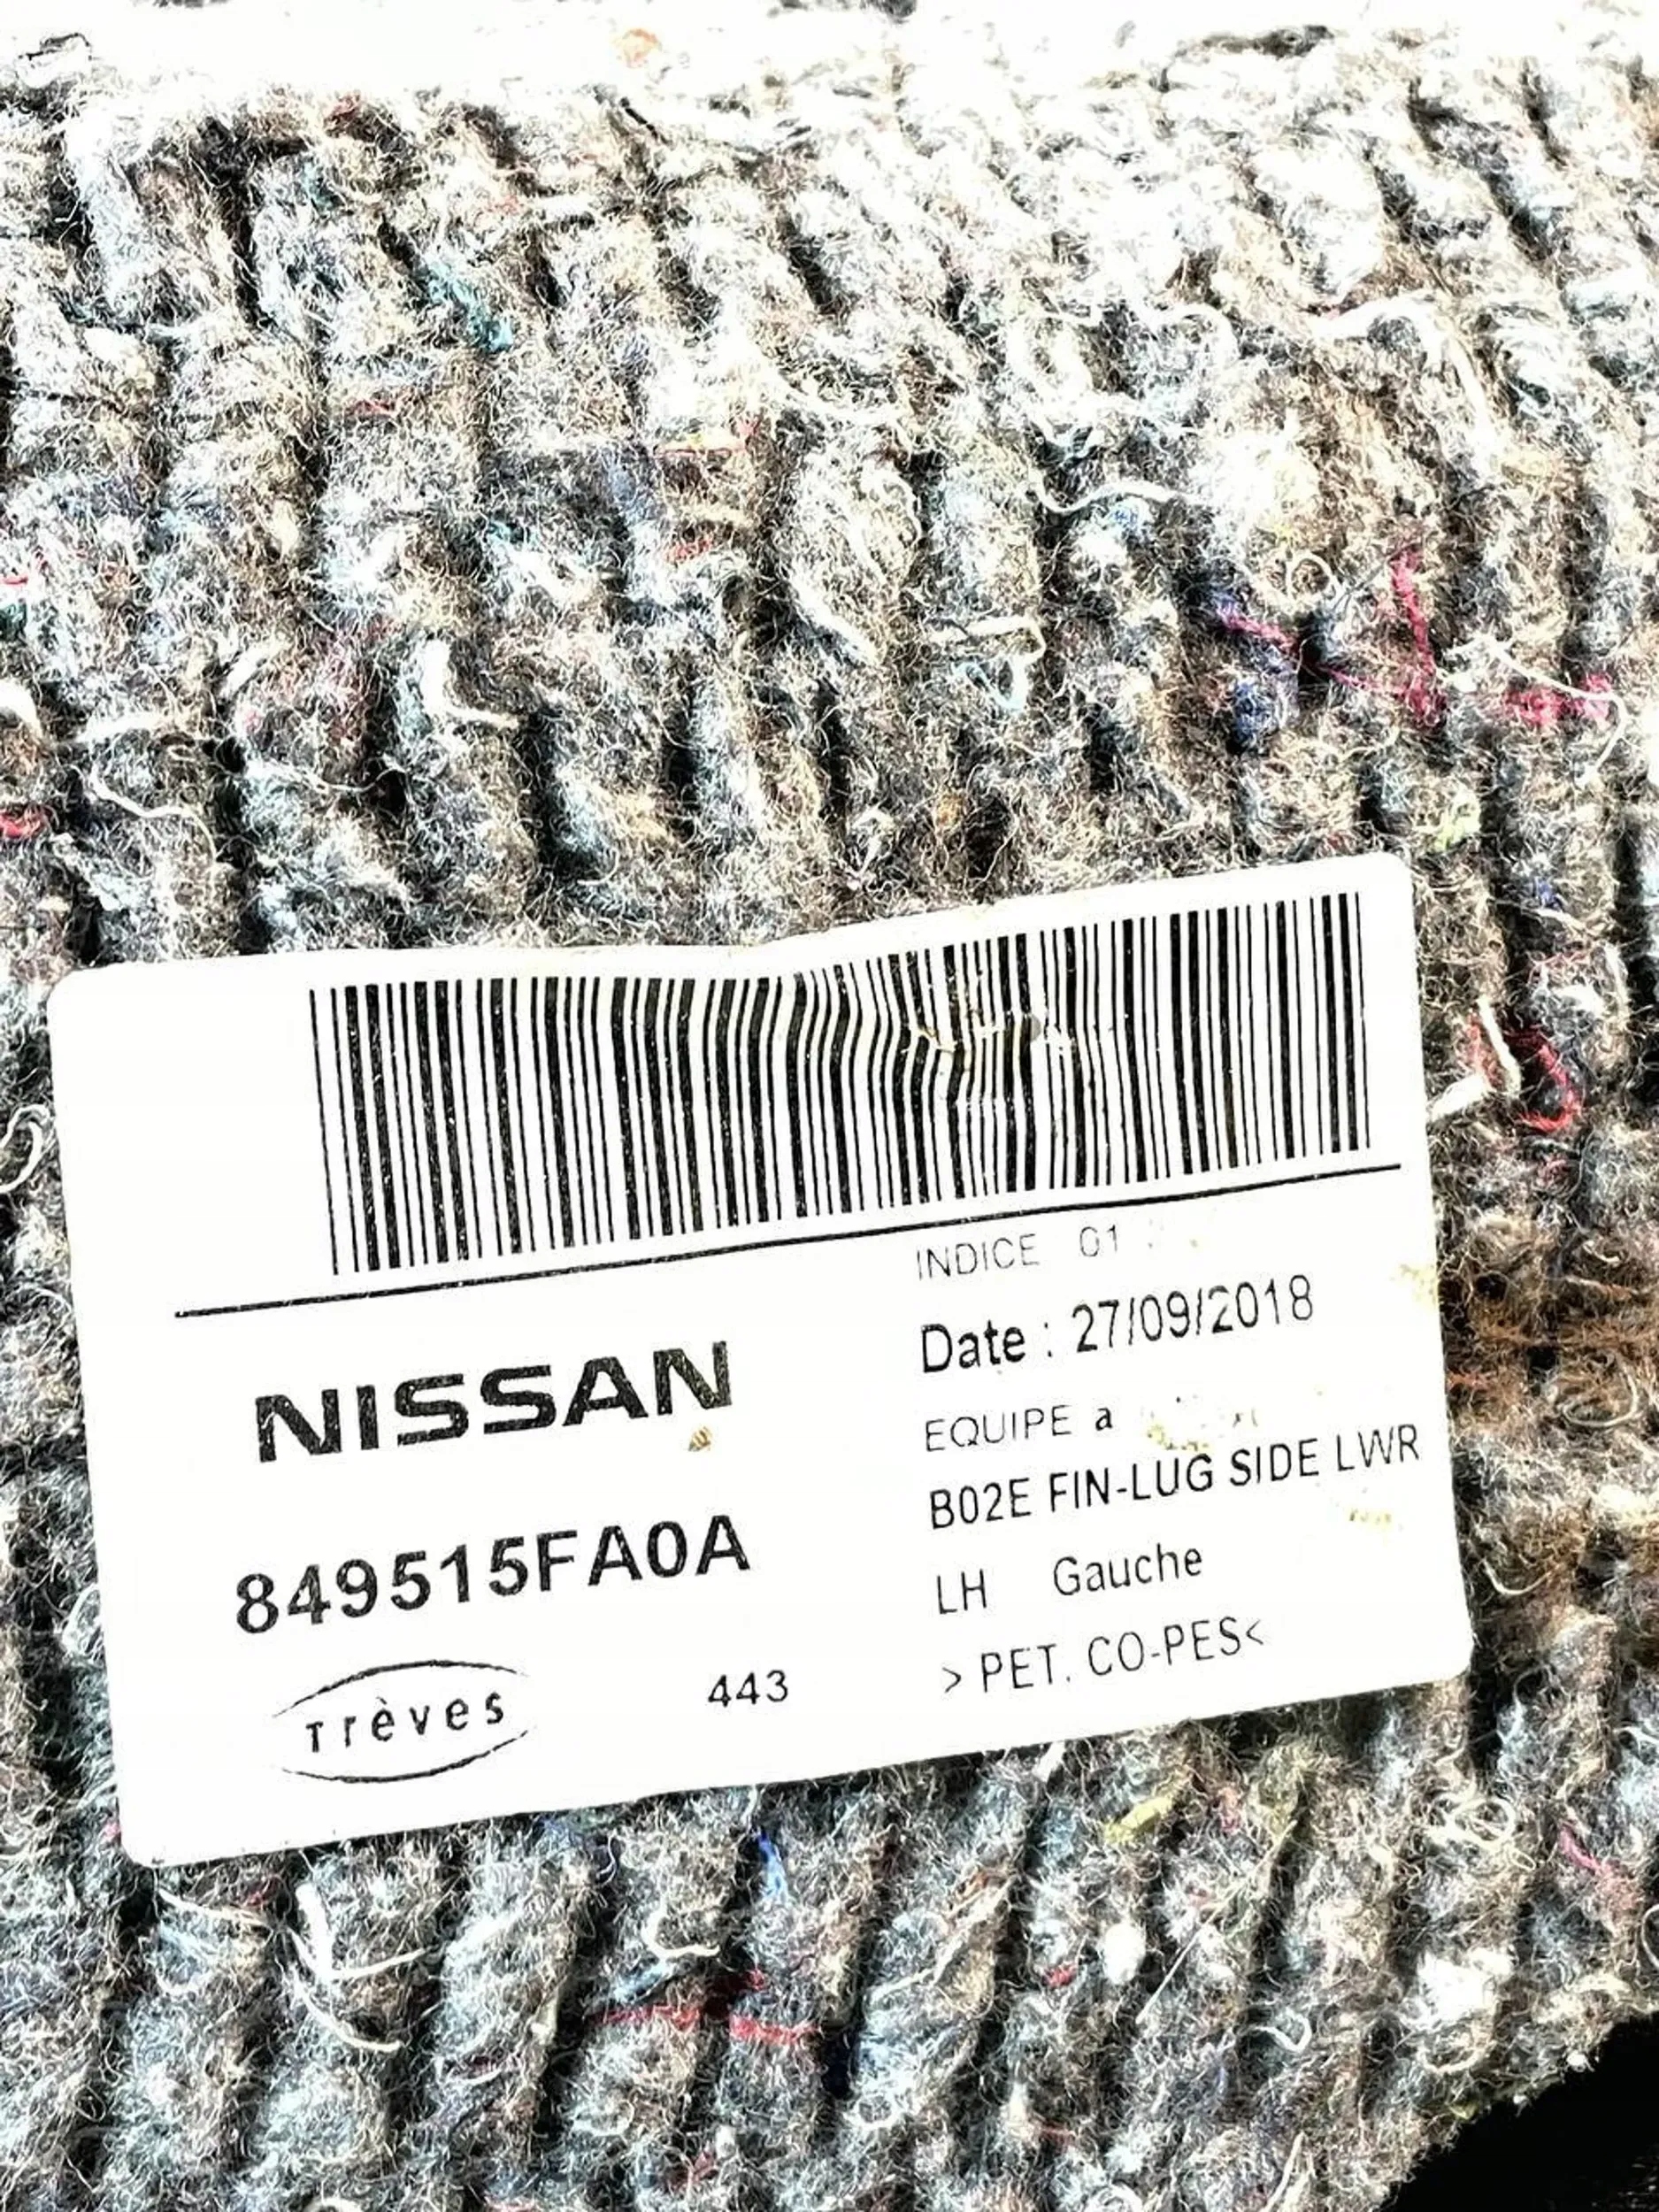 INDICE 01
Date : 27/09/2018
NISSAN
EQUIPE a
B02E FIN-LUG SIDE LWR
849515FA0A
LH Gauche
> PET. CO-PES<
Trèves
443